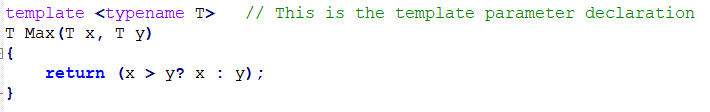 template <typename T>   // This is the template parameter declaration
T Max(T x, T y)
{
    return (x > y? x : y);
}